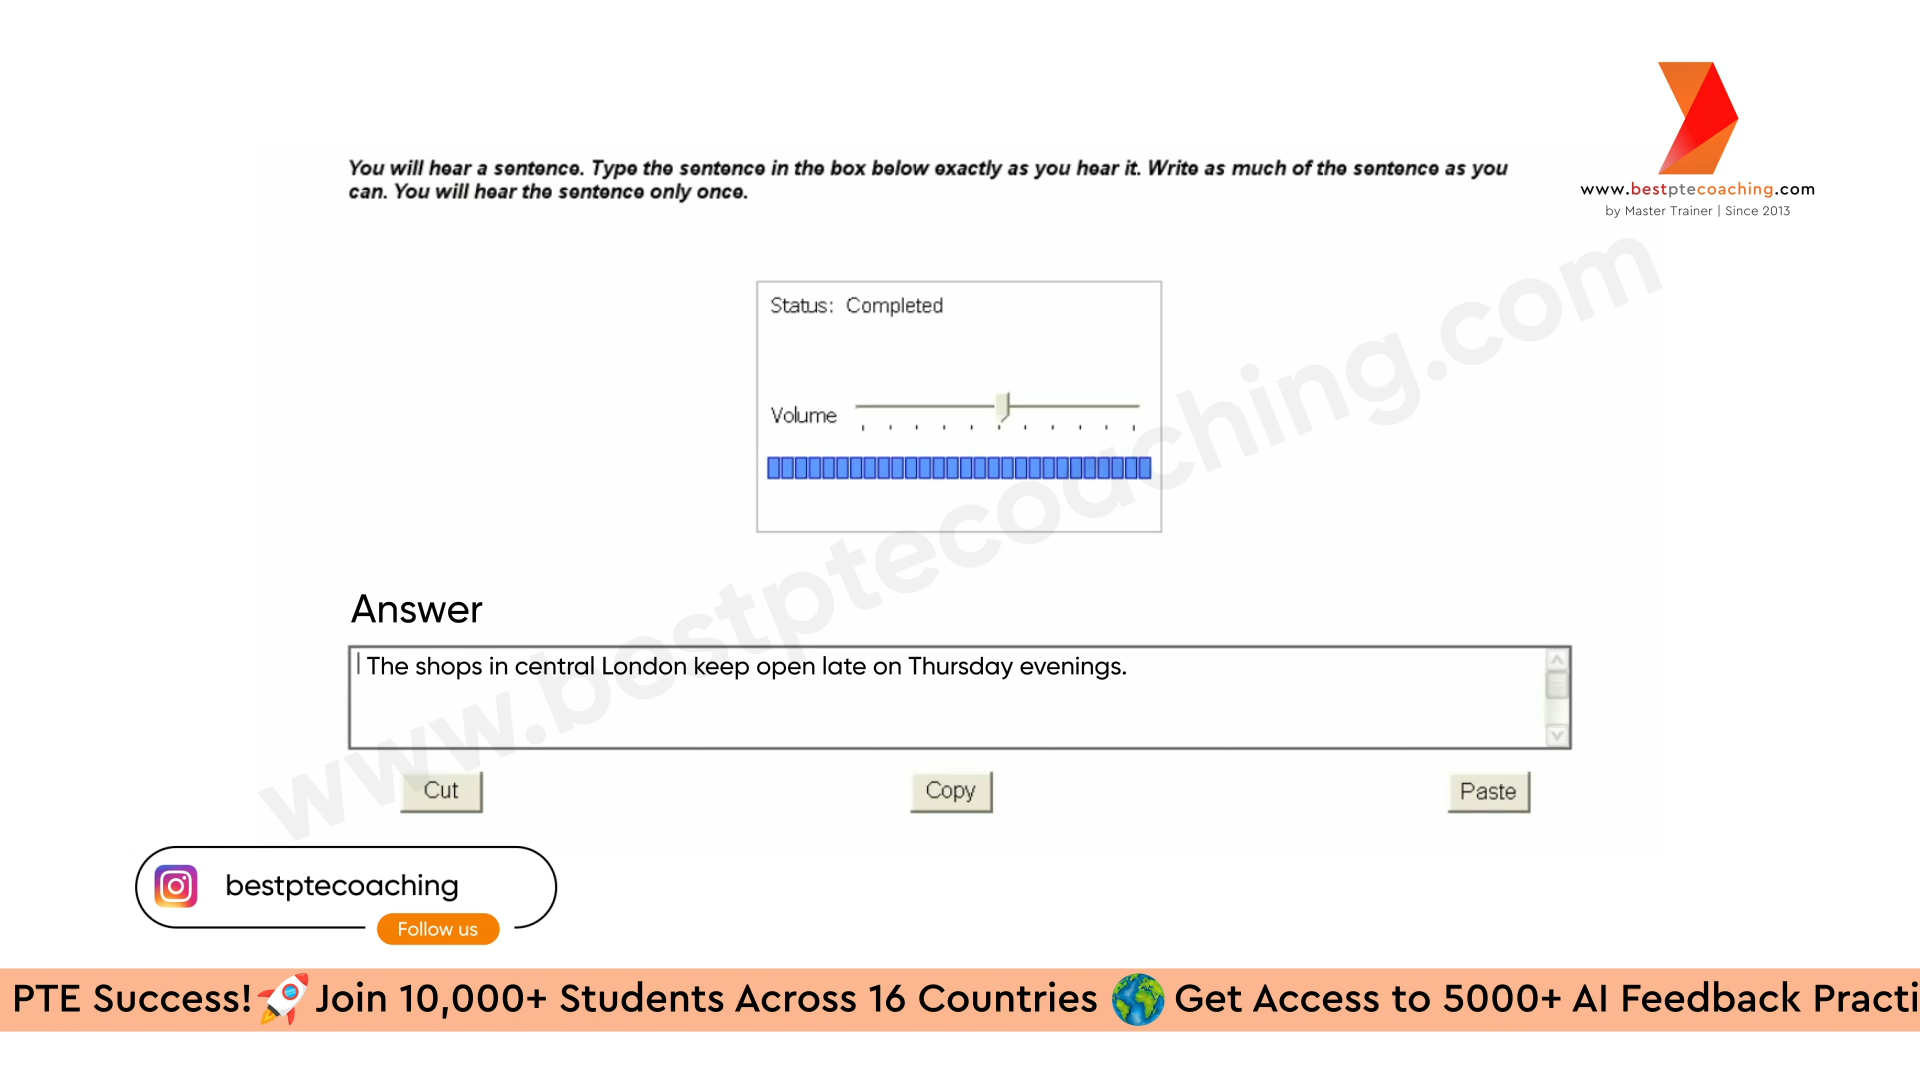 You will hear a sentence. Type the sentence in the box below exactly as you hear it. Write as much of the sentence as you
can. You will hear the sentence only once.
www.bestptecoaching.com
by Master Trainer | Since 2013
Status: Completed
Volume
www.bestptecoaching.com
Answer
The shops in central London keep open late on Thursday evenings.
Cut
Copy
Paste
bestptecoaching
Follow us
PTE Success!🚀Join 10,000+ Students Across 16 Countries 🌍 Get Access to 5000+ AI Feedback Practi